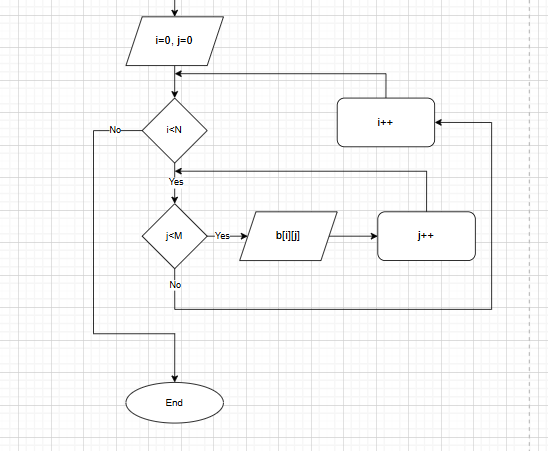 i=0, j=0
i++
No
i<N
Yes
j<M
Yes
b[i][j]
j++
No
End